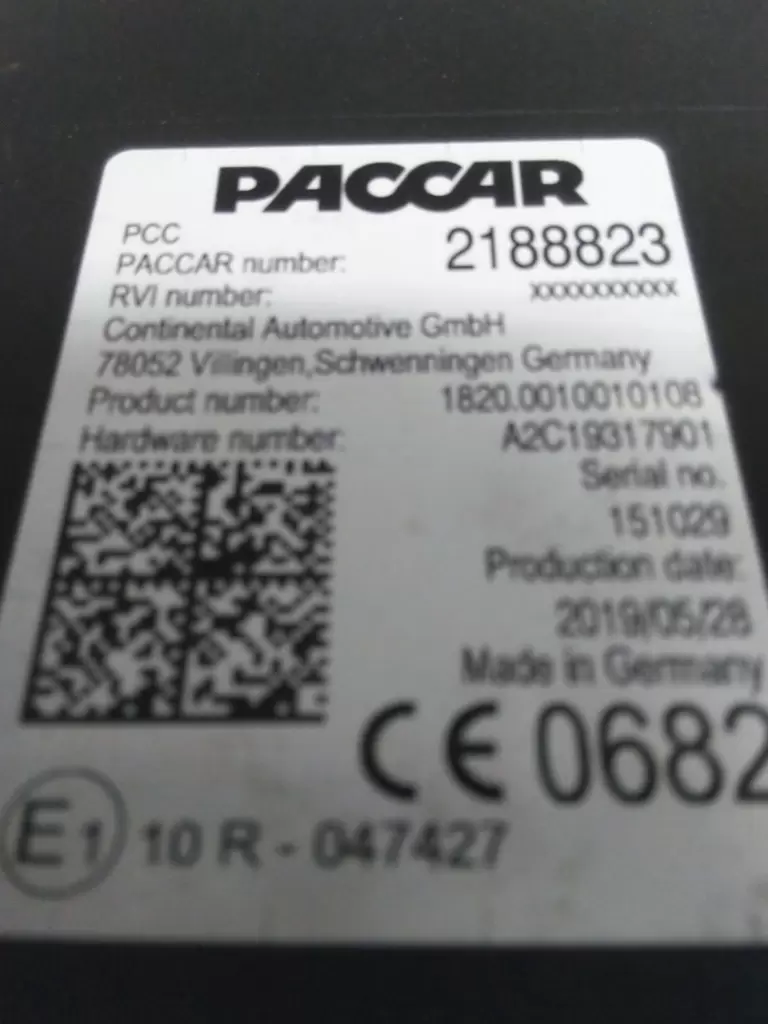 PACCAR
PCC
PACCAR number: 2188823
RVI number: xxxxxxxxxx
Continental Automotive GmbH
78052 Villingen,Schwenningen Germany
Product number: 1820.0010010108
Hardware number: A2C19317901
Serial no.
151029
Production date:
2019/05/28
Made in Germany
CE 0682
E1 10 R - 047427